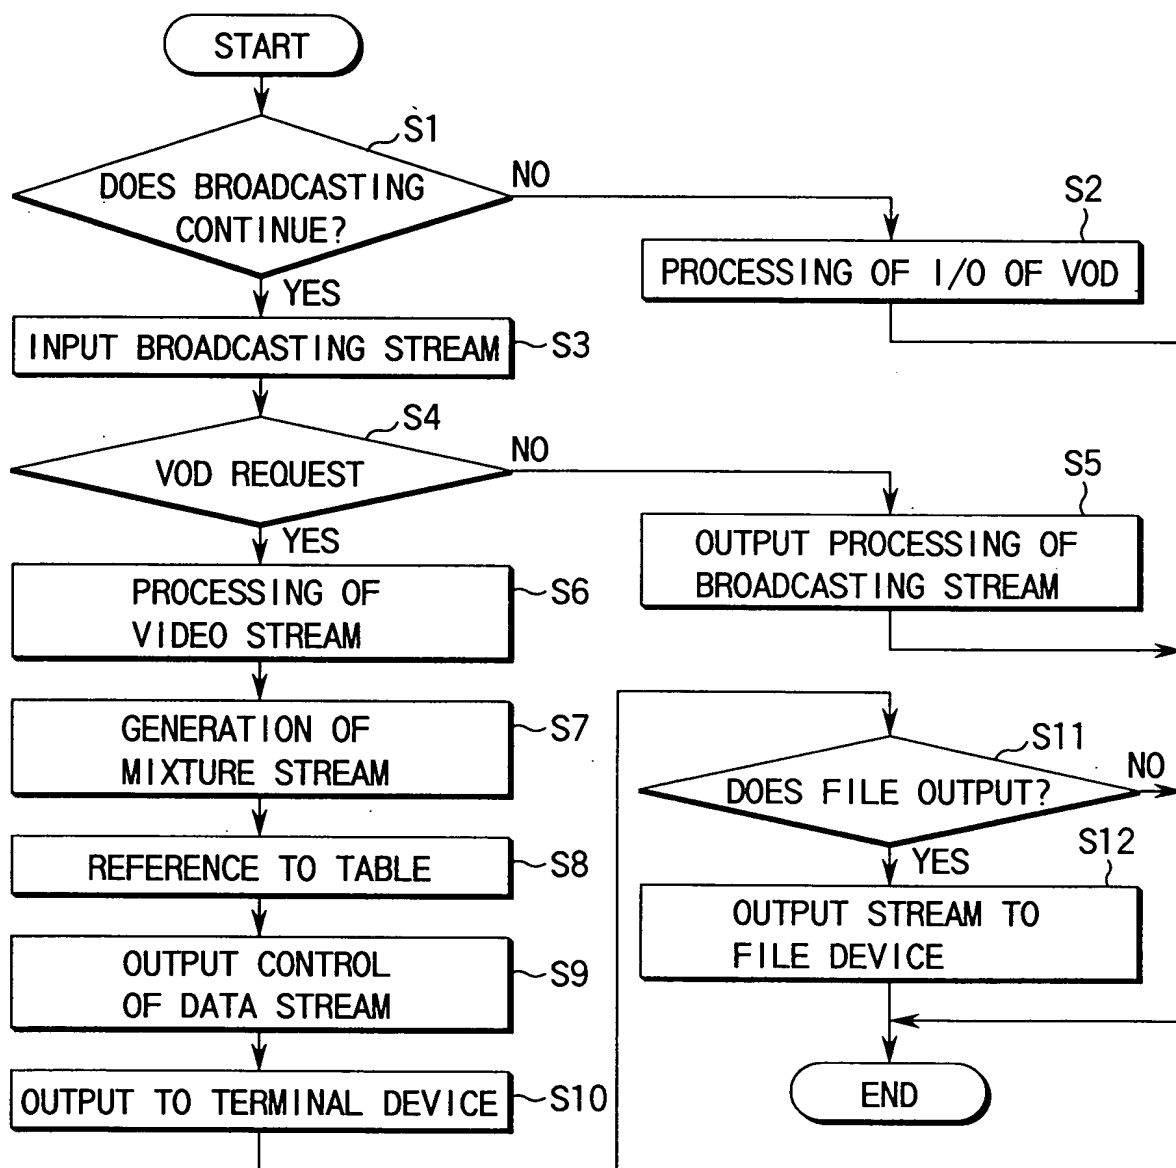 START
S1
DOES BROADCASTING
CONTINUE?
NO
YES
S2
PROCESSING OF I/O OF VOD
INPUT BROADCASTING STREAM
S3
S4
VOD REQUEST
NO
YES
S5
OUTPUT PROCESSING OF
BROADCASTING STREAM
PROCESSING OF
VIDEO STREAM
S6
GENERATION OF
MIXTURE STREAM
S7
REFERENCE TO TABLE
S8
OUTPUT CONTROL
OF DATA STREAM
S9
OUTPUT TO TERMINAL DEVICE
S10
S11
DOES FILE OUTPUT?
NO
YES
S12
OUTPUT STREAM TO
FILE DEVICE
END